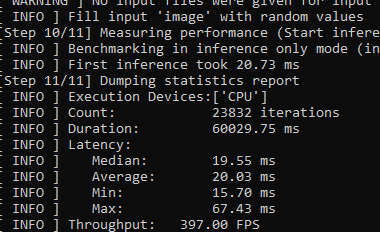 WARNING ] No input files were given for input
[ INFO ] Fill input 'image' with random values
[Step 10/11] Measuring performance (Start infere
[ INFO ] Benchmarking in inference only mode (in
[ INFO ] First inference took 20.73 ms
[Step 11/11] Dumping statistics report
[ INFO ] Execution Devices:['CPU']
[ INFO ] Count: 23832 iterations
[ INFO ] Duration: 60029.75 ms
[ INFO ] Latency:
[ INFO ] Median: 19.55 ms
[ INFO ] Average: 20.03 ms
[ INFO ] Min: 15.70 ms
[ INFO ] Max: 67.43 ms
[ INFO ] Throughput: 397.00 FPS